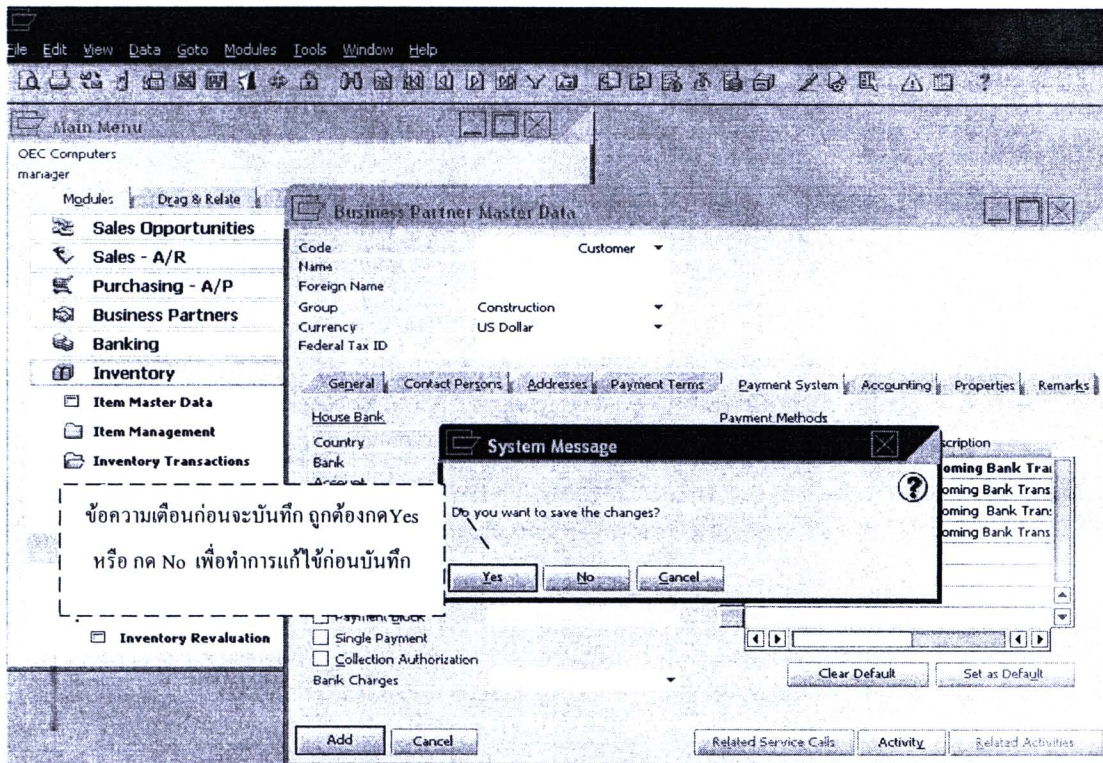 File Edit View Data Goto Modules Tools Window Help
Main Menu
OEC Computers
manager
Modules Drag & Relate
Sales Opportunities
Sales - A/R
Purchasing - A/P
Business Partners
Banking
Inventory
Item Master Data
Item Management
Inventory Transactions
Inventory Revaluation
Business Partner Master Data
Code Customer
Name
Foreign Name
Group Construction
Currency US Dollar
Federal Tax ID
General Contact Persons Addresses Payment Terms Payment System Accounting Properties Remarks
House Bank Payment Methods
Country
Bank
Account
scription
oming Bank Trai
oming Bank Trans
oming Bank Trans
oming Bank Trans
System Message
Do you want to save the changes?
Yes No Cancel
ข้อความเตือนก่อนจะบันทึก ถูกต้องกดYes
หรือ กด No เพื่อทำการแก้ไข้ก่อนบันทึก
Payment Block
Single Payment
Collection Authorization
Bank Charges
Clear Default Set as Default
Add Cancel Related Service Calls Activity Related Activities